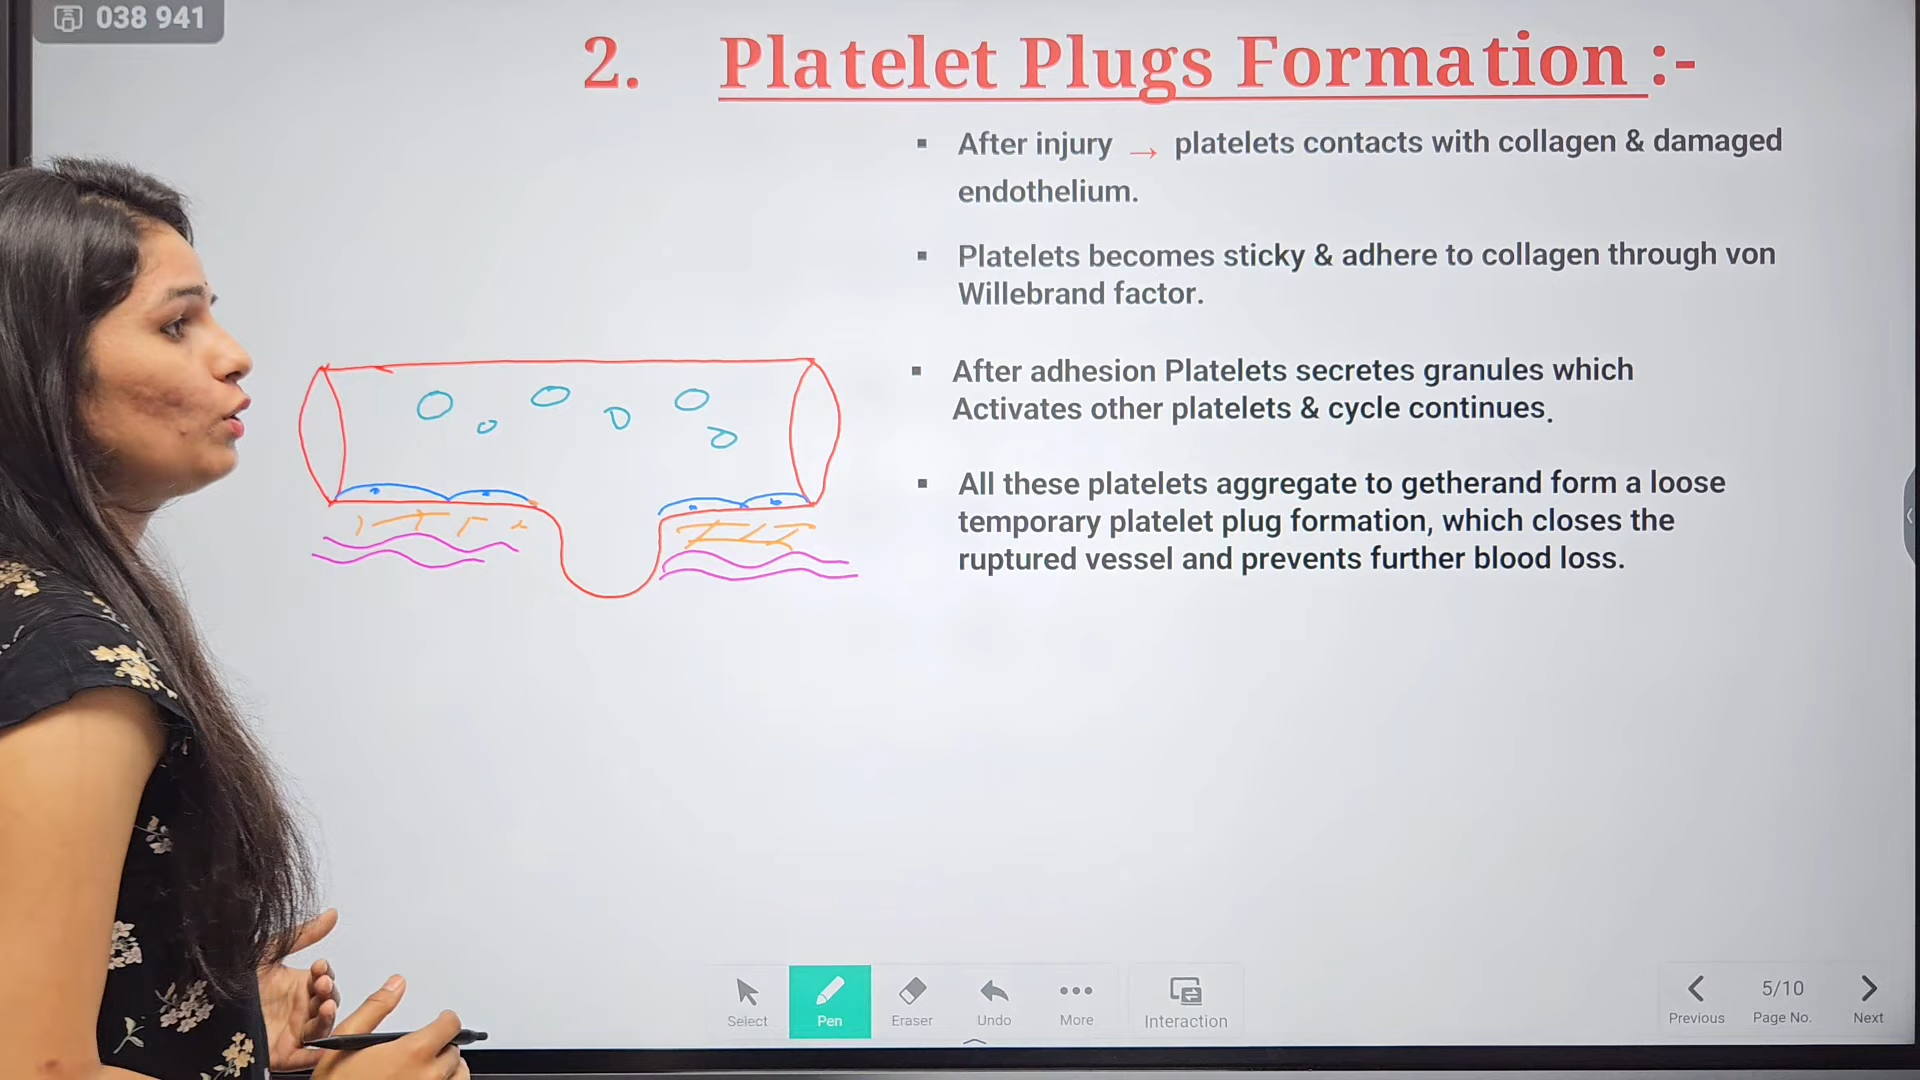 038 941
2. Platelet Plugs Formation :-
▪ After injury → platelets contacts with collagen & damaged
endothelium.
▪ Platelets becomes sticky & adhere to collagen through von
Willebrand factor.
▪ After adhesion Platelets secretes granules which
Activates other platelets & cycle continues.
▪ All these platelets aggregate to getherand form a loose
temporary platelet plug formation, which closes the
ruptured vessel and prevents further blood loss.
Select
Pen
Eraser
Undo
More
Interaction
Previous
5/10
Page No.
Next